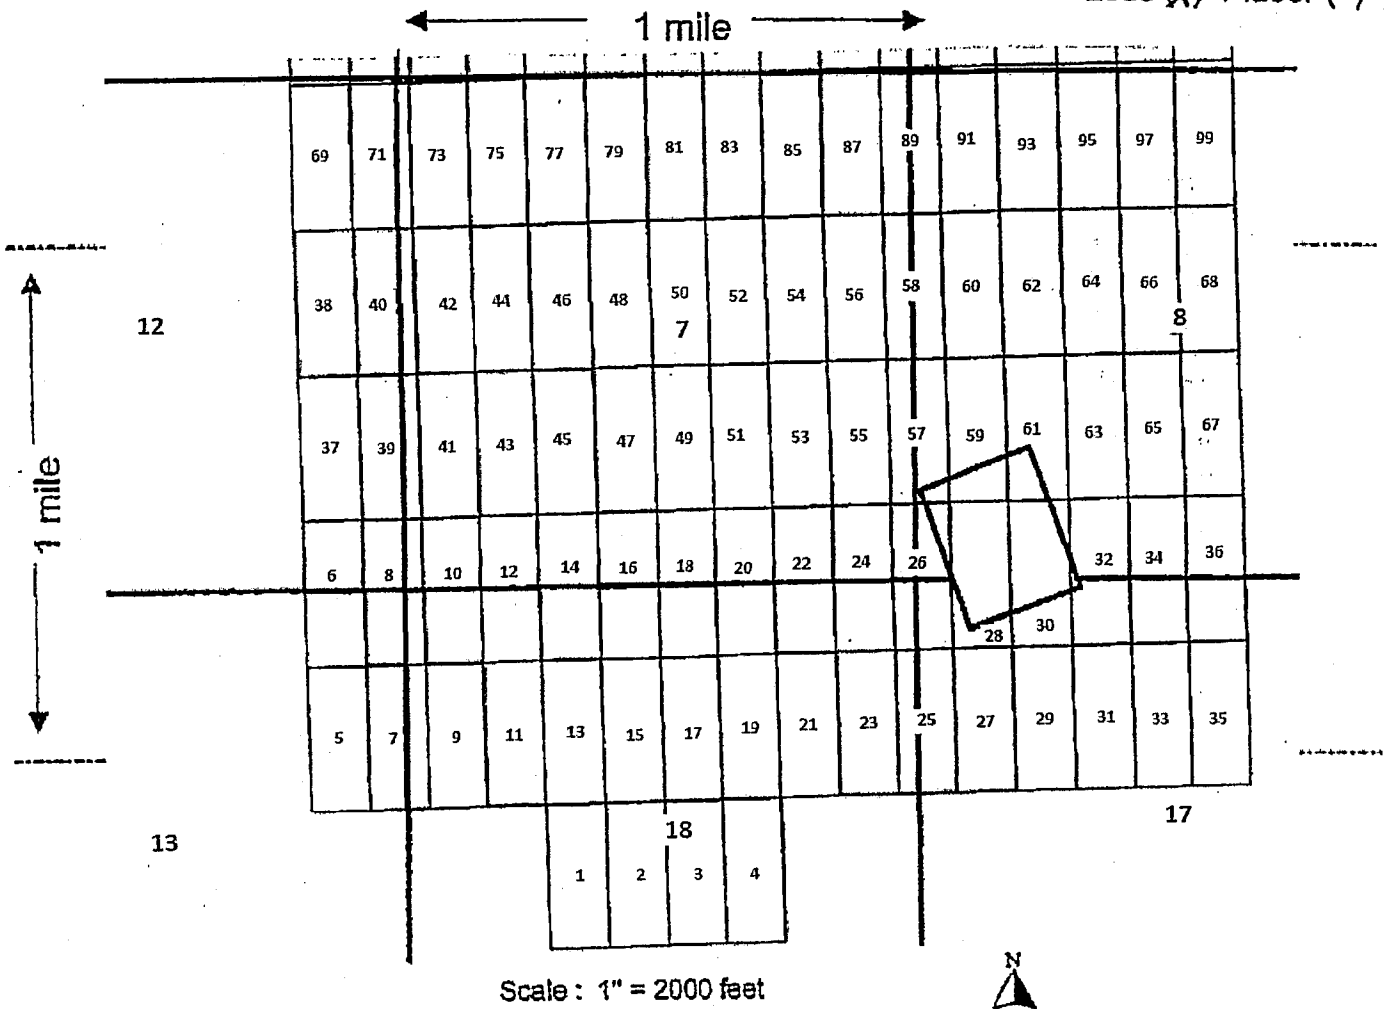 1 mile
69 71 73 75 77 79 81 83 85 87 89 91 93 95 97 99
38 40 42 44 46 48 50 52 54 56 58 60 62 64 66 68
12 7 8
37 39 41 43 45 47 49 51 53 55 57 59 61 63 65 67
1 mile
6 8 10 12 14 16 18 20 22 24 26 32 34 36
28 30
5 7 9 11 13 15 17 19 21 23 25 27 29 31 33 35
13 18 17
1 2 3 4
N
Scale : 1" = 2000 feet